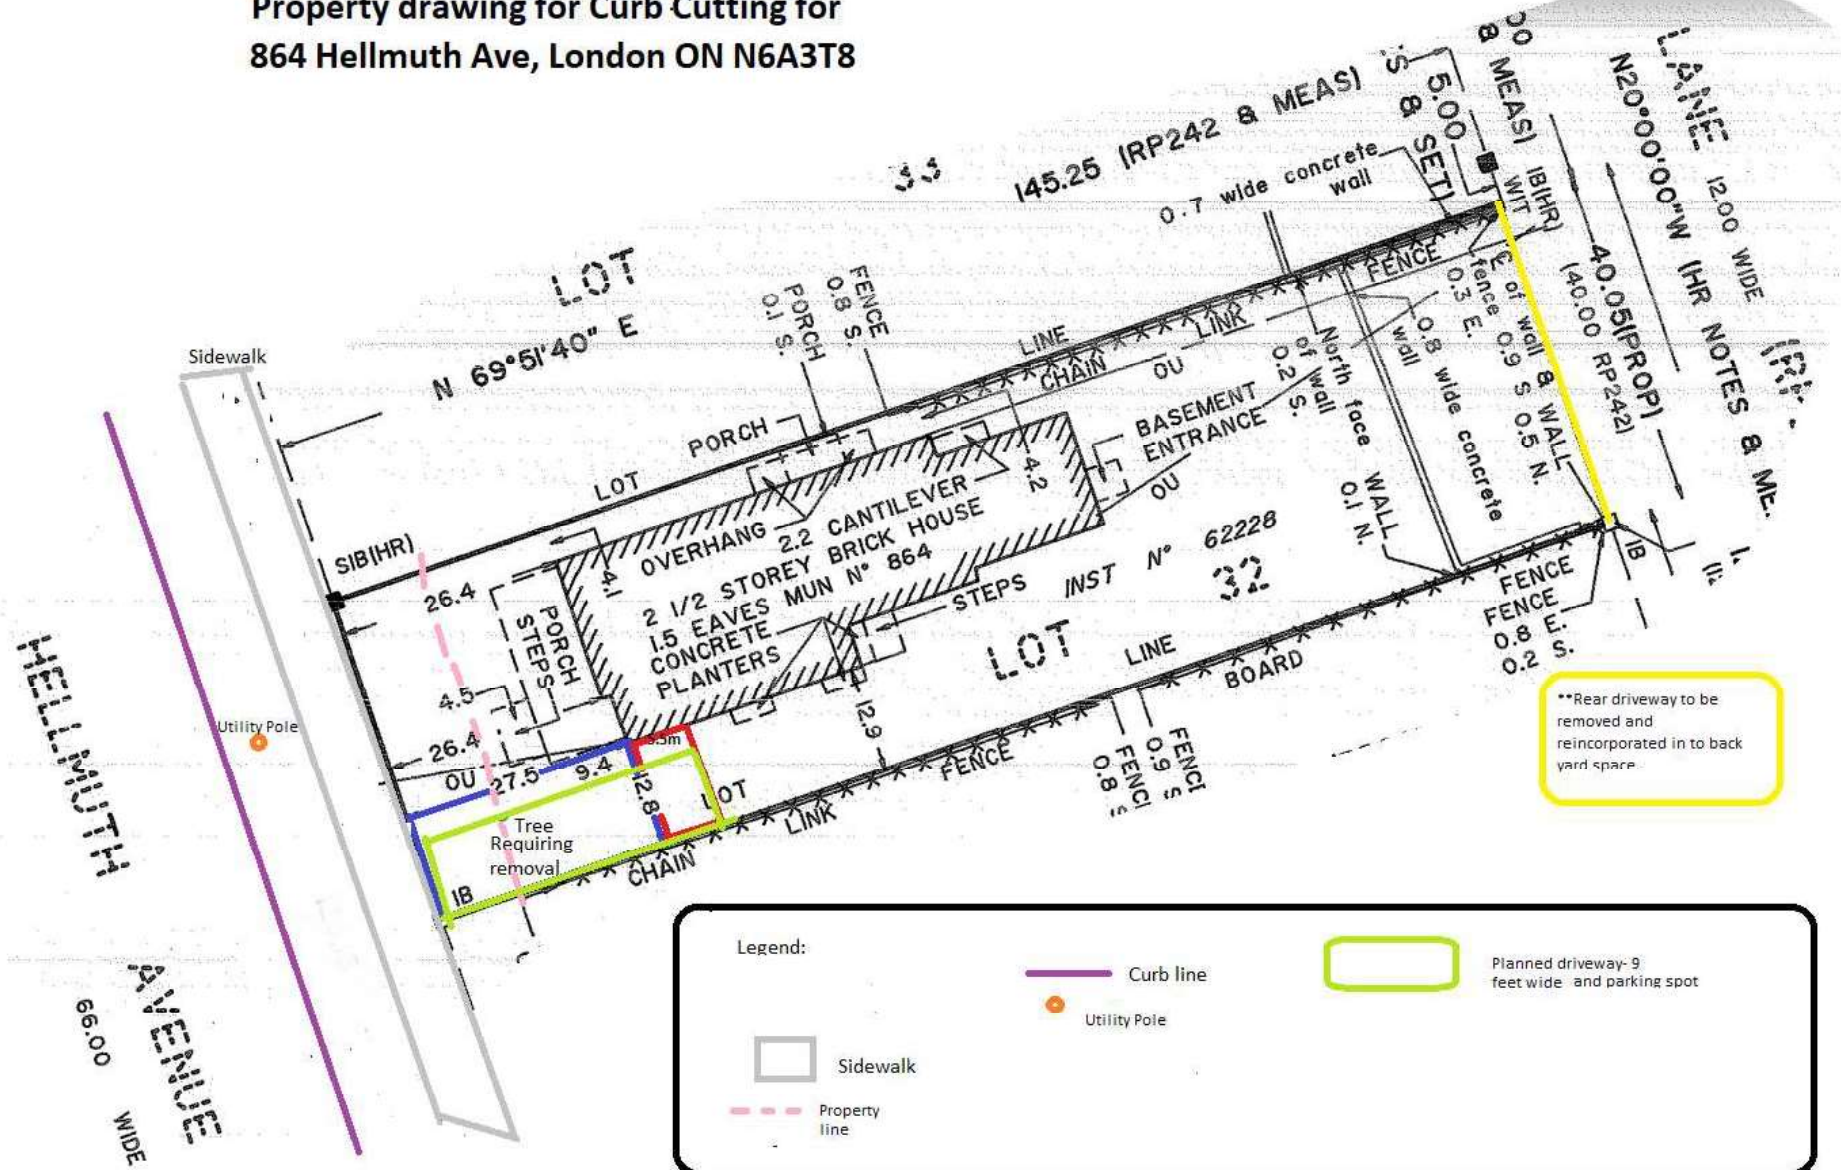 Property drawing for Curb Cutting for
864 Hellmuth Ave, London ON N6A3T8
LANE
12.00 WIDE
N20°00'00"W (HR NOTES & ME
40.05(PROP)
(40.00 RP242)
& MEAS)
5.00
S & SET)
IB(HR)
WIT
33
145.25 (RP242 & MEAS)
0.7 wide concrete
wall
LOT
N 69°51'40" E
FENCE
0.8 S.
PORCH
0.1 S.
LINE
CHAIN
LINK
FENCE
OU
E of wall &
fence 0.9 S
0.3 E.
WALL
0.5 N.
0.8 wide concrete
wall
North face
of wall
0.2 S.
WALL
0.1 N.
Sidewalk
PORCH
LOT
BASEMENT
ENTRANCE
OU
4.2
SIB(HR)
26.4
PORCH
STEPS
4.1
OVERHANG
2.2 CANTILEVER
2 1/2 STOREY BRICK HOUSE
1.5 EAVES MUN Nº 864
CONCRETE
PLANTERS
STEPS
INST Nº 62228
32
LOT
LINE
BOARD
FENCE
FENCE
0.8 E.
0.2 S.
IB
4.5
26.4
OU
27.5
9.4
12.8
3.5m
12.9
LOT
FENCE
LINK
CHAIN
0.8 S
0.9 S
Utility Pole
Tree
Requiring
removal
IB
HELLMUTH
AVENUE
66.00 WIDE
**Rear driveway to be
removed and
reincorporated in to back
yard space
Legend:
Curb line
Utility Pole
Sidewalk
Property
line
Planned driveway- 9
feet wide and parking spot